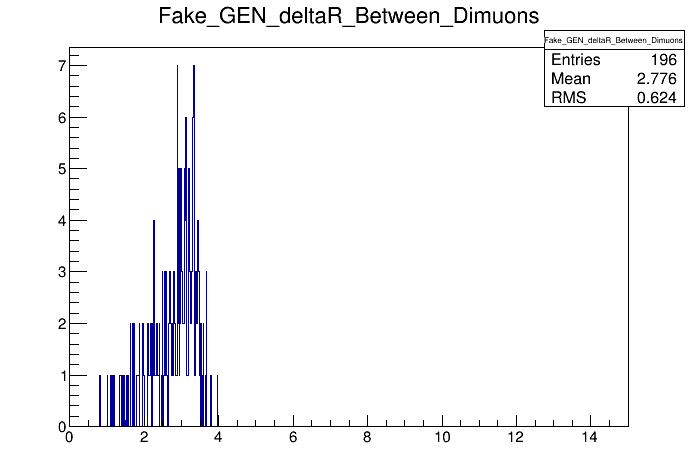 Fake_GEN_deltaR_Between_Dimuons
Fake_GEN_deltaR_Between_Dimuons
Entries 196
Mean 2.776
RMS 0.624
7
6
5
4
3
2
1
0
0 2 4 6 8 10 12 14